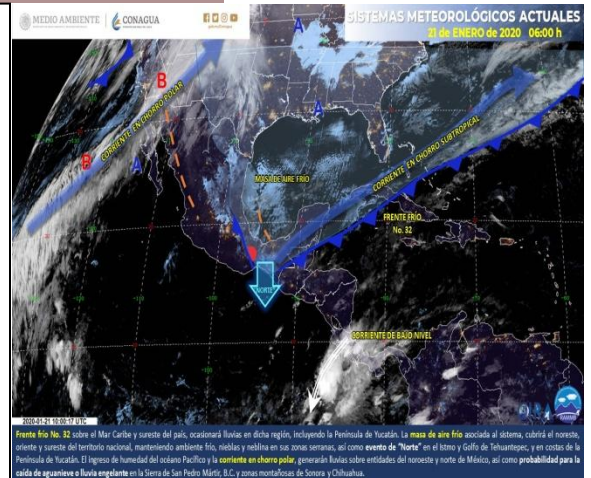 MEDIO AMBIENTE
CONAGUA
SISTEMAS METEOROLÓGICOS ACTUALES
21 de ENERO de 2020 06:00 h
A
B
CORRIENTE EN CHORRO POLAR
A
B
A
CORRIENTE EN CHORRO SUBTROPICAL
MASA DE AIRE FRIO
FRENTE FRÍO
No. 32
NORTE
CORRIENTE DE BAJO NIVEL
2020-01-21 10:00:17 UTC
Frente frío No. 32 sobre el Mar Caribe y sureste del país, ocasionará lluvias en dicha región, incluyendo la Península de Yucatán. La masa de aire frío asociada al sistema, cubrirá el noreste,
oriente y sureste del territorio nacional, manteniendo ambiente frío, nieblas y neblina en sus zonas serranas, así como evento de "Norte" en el Istmo y Golfo de Tehuantepec, y en costas de la
Península de Yucatán. El ingreso de humedad del océano Pacífico y la corriente en chorro polar, generarán lluvias sobre entidades del noroeste y norte de México, así como probabilidad para la
caída de aguanieve o lluvia engelante en la Sierra de San Pedro Mártir, B.C. y zonas montañosas de Sonora y Chihuahua.